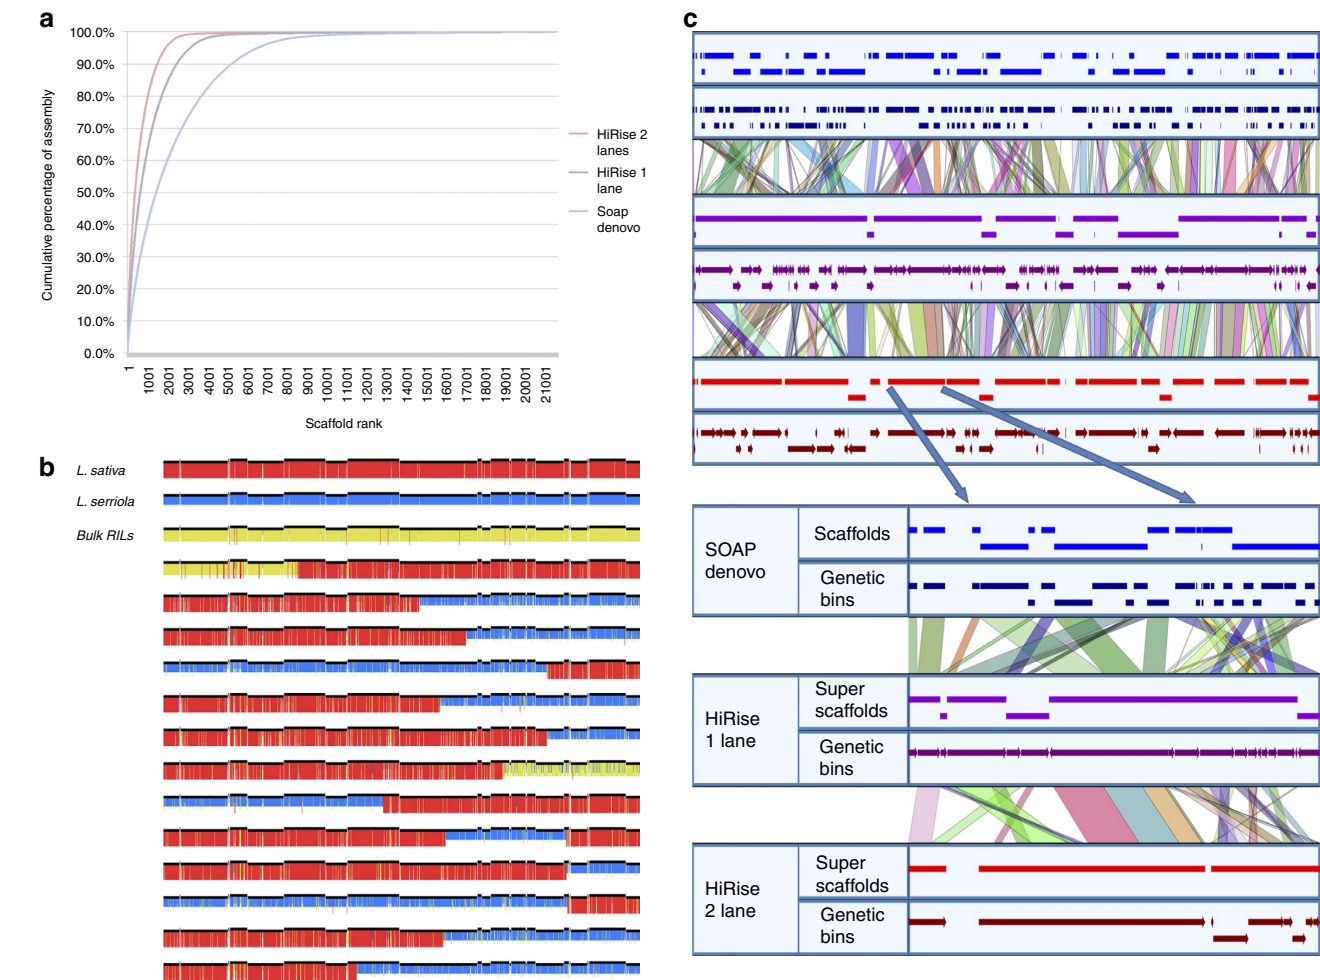 a
100.0%
90.0%
80.0%
70.0%
60.0%
50.0%
40.0%
30.0%
20.0%
10.0%
0.0%
Cumulative percentage of assembly
1
1001
2001
3001
4001
5001
6001
7001
8001
9001
10001
11001
12001
13001
14001
15001
16001
17001
18001
19001
20001
21001
Scaffold rank
HiRise 2
lanes
HiRise 1
lane
Soap
denovo
b
L. sativa
L. serriola
Bulk RILs
c
SOAP
denovo
Scaffolds
Genetic
bins
HiRise
1 lane
Super
scaffolds
Genetic
bins
HiRise
2 lane
Super
scaffolds
Genetic
bins